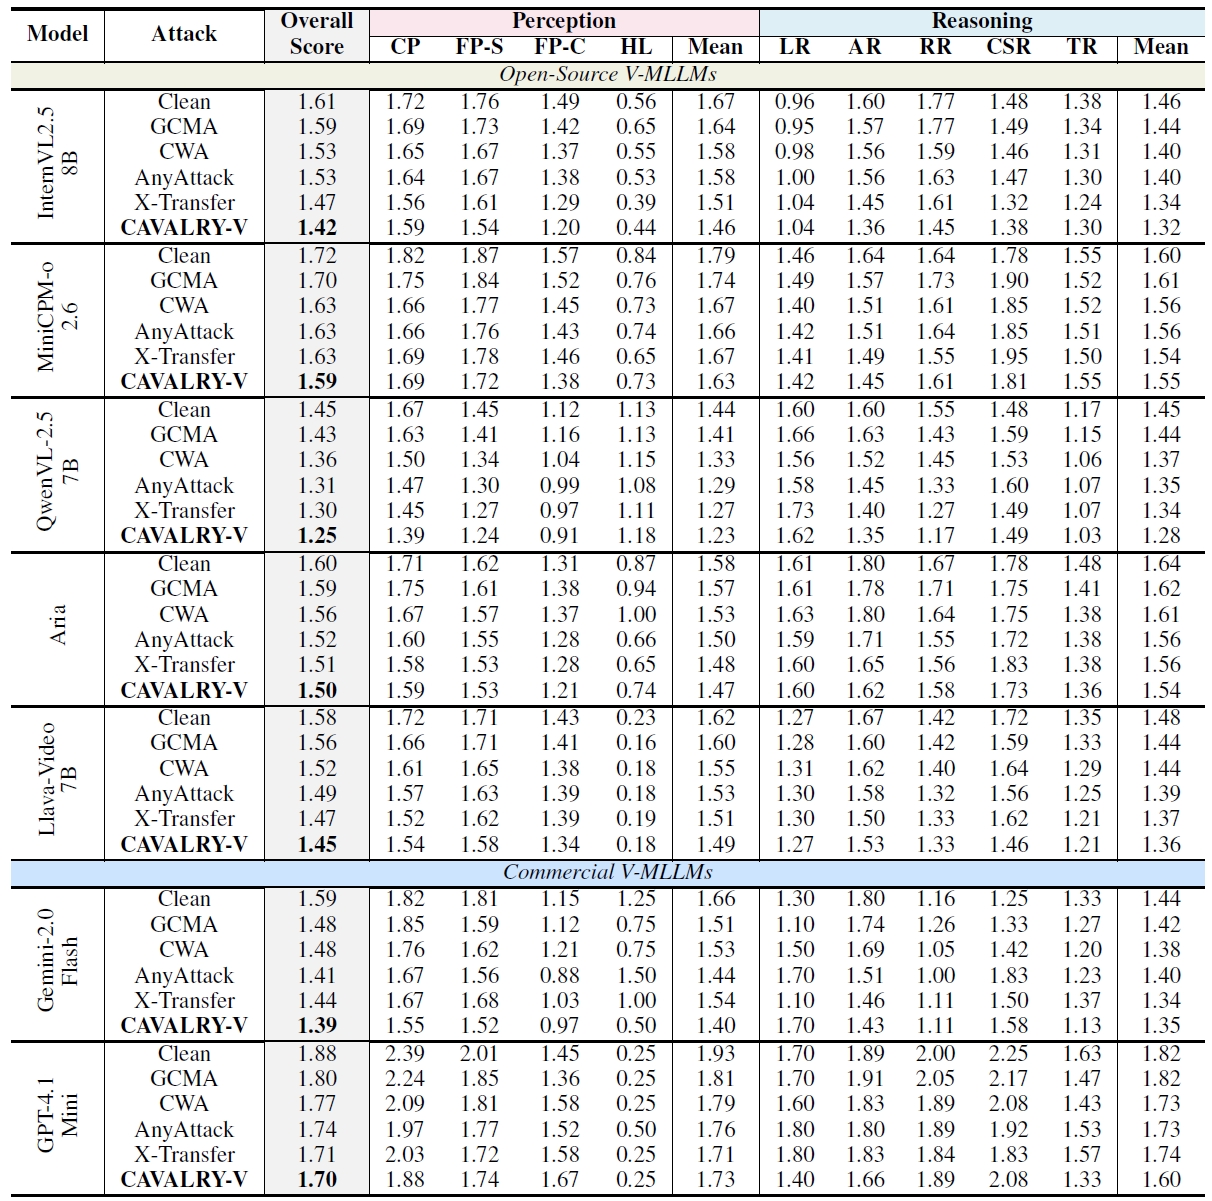 Model Attack Overall Score Perception Reasoning
CP FP-S FP-C HL Mean LR AR RR CSR TR Mean
Open-Source V-MLLMs
InternVL2.5 8B
Clean 1.61 1.72 1.76 1.49 0.56 1.67 0.96 1.60 1.77 1.48 1.38 1.46
GCMA 1.59 1.69 1.73 1.42 0.65 1.64 0.95 1.57 1.77 1.49 1.34 1.44
CWA 1.53 1.65 1.67 1.37 0.55 1.58 0.98 1.56 1.59 1.46 1.31 1.40
AnyAttack 1.53 1.64 1.67 1.38 0.53 1.58 1.00 1.56 1.63 1.47 1.30 1.40
X-Transfer 1.47 1.56 1.61 1.29 0.39 1.51 1.04 1.45 1.61 1.32 1.24 1.34
CAVALRY-V 1.42 1.59 1.54 1.20 0.44 1.46 1.04 1.36 1.45 1.38 1.30 1.32
MiniCPM-o 2.6
Clean 1.72 1.82 1.87 1.57 0.84 1.79 1.46 1.64 1.64 1.78 1.55 1.60
GCMA 1.70 1.75 1.84 1.52 0.76 1.74 1.49 1.57 1.73 1.90 1.52 1.61
CWA 1.63 1.66 1.77 1.45 0.73 1.67 1.40 1.51 1.61 1.85 1.52 1.56
AnyAttack 1.63 1.66 1.76 1.43 0.74 1.66 1.42 1.51 1.64 1.85 1.51 1.56
X-Transfer 1.63 1.69 1.78 1.46 0.65 1.67 1.41 1.49 1.55 1.95 1.50 1.54
CAVALRY-V 1.59 1.69 1.72 1.38 0.73 1.63 1.42 1.45 1.61 1.81 1.55 1.55
QwenVL-2.5 7B
Clean 1.45 1.67 1.45 1.12 1.13 1.44 1.60 1.60 1.55 1.48 1.17 1.45
GCMA 1.43 1.63 1.41 1.16 1.13 1.41 1.66 1.63 1.43 1.59 1.15 1.44
CWA 1.36 1.50 1.34 1.04 1.15 1.33 1.56 1.52 1.45 1.53 1.06 1.37
AnyAttack 1.31 1.47 1.30 0.99 1.08 1.29 1.58 1.45 1.33 1.60 1.07 1.35
X-Transfer 1.30 1.45 1.27 0.97 1.11 1.27 1.73 1.40 1.27 1.49 1.07 1.34
CAVALRY-V 1.25 1.39 1.24 0.91 1.18 1.23 1.62 1.35 1.17 1.49 1.03 1.28
Aria
Clean 1.60 1.71 1.62 1.31 0.87 1.58 1.61 1.80 1.67 1.78 1.48 1.64
GCMA 1.59 1.75 1.61 1.38 0.94 1.57 1.61 1.78 1.71 1.75 1.41 1.62
CWA 1.56 1.67 1.57 1.37 1.00 1.53 1.63 1.80 1.64 1.75 1.38 1.61
AnyAttack 1.52 1.60 1.55 1.28 0.66 1.50 1.59 1.71 1.55 1.72 1.38 1.56
X-Transfer 1.51 1.58 1.53 1.28 0.65 1.48 1.60 1.65 1.56 1.83 1.38 1.56
CAVALRY-V 1.50 1.59 1.53 1.21 0.74 1.47 1.60 1.62 1.58 1.73 1.36 1.54
Llava-Video 7B
Clean 1.58 1.72 1.71 1.43 0.23 1.62 1.27 1.67 1.42 1.72 1.35 1.48
GCMA 1.56 1.66 1.71 1.41 0.16 1.60 1.28 1.60 1.42 1.59 1.33 1.44
CWA 1.52 1.61 1.65 1.38 0.18 1.55 1.31 1.62 1.40 1.64 1.29 1.44
AnyAttack 1.49 1.57 1.63 1.39 0.18 1.53 1.30 1.58 1.32 1.56 1.25 1.39
X-Transfer 1.47 1.52 1.62 1.39 0.19 1.51 1.30 1.50 1.33 1.62 1.21 1.37
CAVALRY-V 1.45 1.54 1.58 1.34 0.18 1.49 1.27 1.53 1.33 1.46 1.21 1.36
Commercial V-MLLMs
Gemini-2.0 Flash
Clean 1.59 1.82 1.81 1.15 1.25 1.66 1.30 1.80 1.16 1.25 1.33 1.44
GCMA 1.48 1.85 1.59 1.12 0.75 1.51 1.10 1.74 1.26 1.33 1.27 1.42
CWA 1.48 1.76 1.62 1.21 0.75 1.53 1.50 1.69 1.05 1.42 1.20 1.38
AnyAttack 1.41 1.67 1.56 0.88 1.50 1.44 1.70 1.51 1.00 1.83 1.23 1.40
X-Transfer 1.44 1.67 1.68 1.03 1.00 1.54 1.10 1.46 1.11 1.50 1.37 1.34
CAVALRY-V 1.39 1.55 1.52 0.97 0.50 1.40 1.70 1.43 1.11 1.58 1.13 1.35
GPT-4.1 Mini
Clean 1.88 2.39 2.01 1.45 0.25 1.93 1.70 1.89 2.00 2.25 1.63 1.82
GCMA 1.80 2.24 1.85 1.36 0.25 1.81 1.70 1.91 2.05 2.17 1.47 1.82
CWA 1.77 2.09 1.81 1.58 0.25 1.79 1.60 1.83 1.89 2.08 1.43 1.73
AnyAttack 1.74 1.97 1.77 1.52 0.50 1.76 1.80 1.80 1.89 1.92 1.53 1.73
X-Transfer 1.71 2.03 1.72 1.58 0.25 1.71 1.80 1.83 1.84 1.83 1.57 1.74
CAVALRY-V 1.70 1.88 1.74 1.67 0.25 1.73 1.40 1.66 1.89 2.08 1.33 1.60